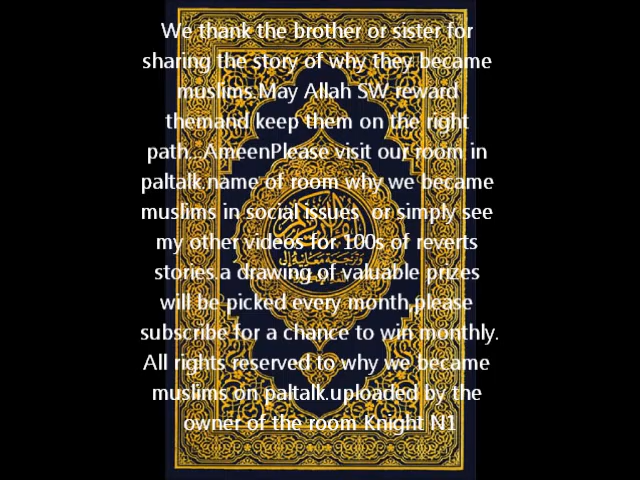 We thank the brother or sister for
sharing the story of why they became
muslims.May Allah SW reward
themand keep them on the right
path...AmeenPlease visit our room in
paltalk.name of room why we became
muslims in social issues  or simply see
my other videos for 100s of reverts
stories.a drawing of valuable prizes
will be picked every month,please
subscribe for a chance to win monthly.
All rights reserved to why we became
muslims on paltalk.uploaded by the
owner of the room Knight N1